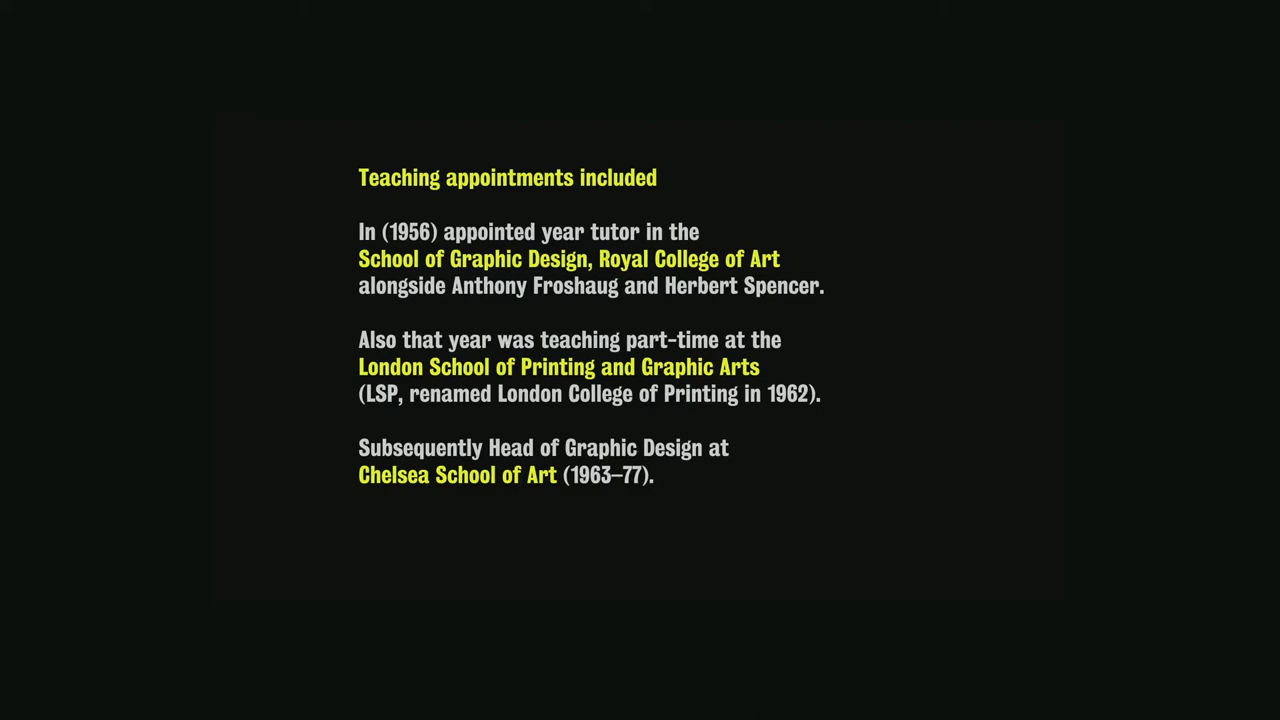 Teaching appointments included
In (1956) appointed year tutor in the
School of Graphic Design, Royal College of Art
alongside Anthony Froshaug and Herbert Spencer.
Also that year was teaching part-time at the
London School of Printing and Graphic Arts
(LSP, renamed London College of Printing in 1962).
Subsequently Head of Graphic Design at
Chelsea School of Art (1963–77).